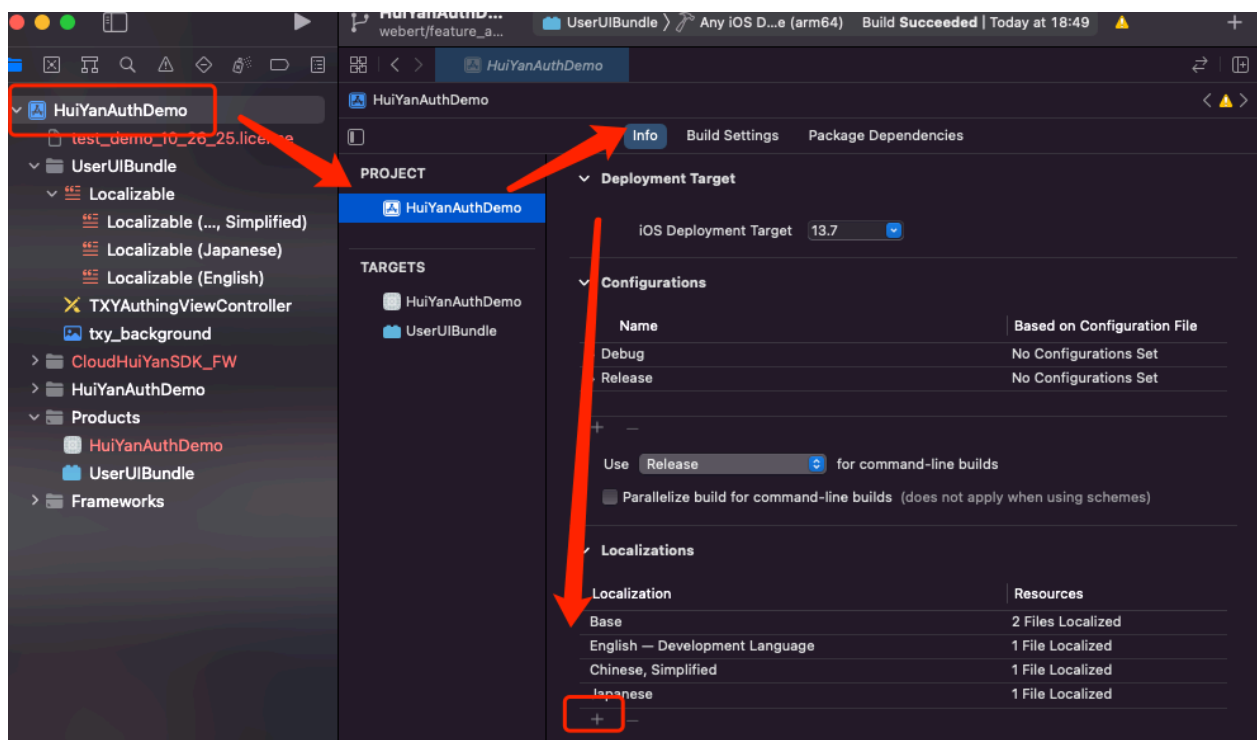 HuiYanAuthD...
webert/feature_a...
UserUIBundle 〉 Any iOS D...e (arm64) Build Succeeded | Today at 18:49
HuiYanAuthDemo
HuiYanAuthDemo
HuiYanAuthDemo
test_demo_10_26_25.license
UserUIBundle
Localizable
Localizable (..., Simplified)
Localizable (Japanese)
Localizable (English)
TXYAuthingViewController
txy_background
CloudHuiYanSDK_FW
HuiYanAuthDemo
Products
HuiYanAuthDemo
UserUIBundle
Frameworks
PROJECT
HuiYanAuthDemo
TARGETS
HuiYanAuthDemo
UserUIBundle
Info Build Settings Package Dependencies
Deployment Target
iOS Deployment Target 13.7
Configurations
Name Based on Configuration File
Debug No Configurations Set
Release No Configurations Set
Use Release for command-line builds
Parallelize build for command-line builds (does not apply when using schemes)
Localizations
Localization Resources
Base 2 Files Localized
English — Development Language 1 File Localized
Chinese, Simplified 1 File Localized
Japanese 1 File Localized